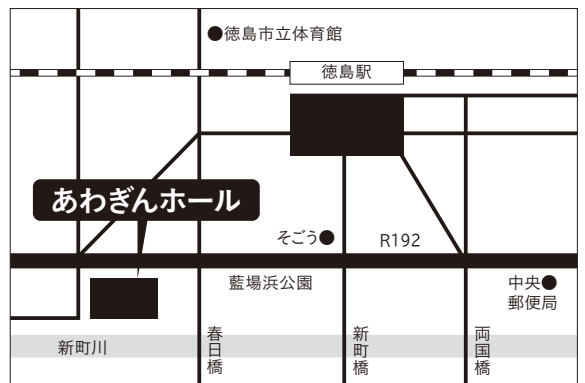 ●徳島市立体育館
徳島駅
あわぎんホール
そごう●
R192
藍場浜公園
中央●
郵便局
新町川
春日橋
新町橋
両国橋